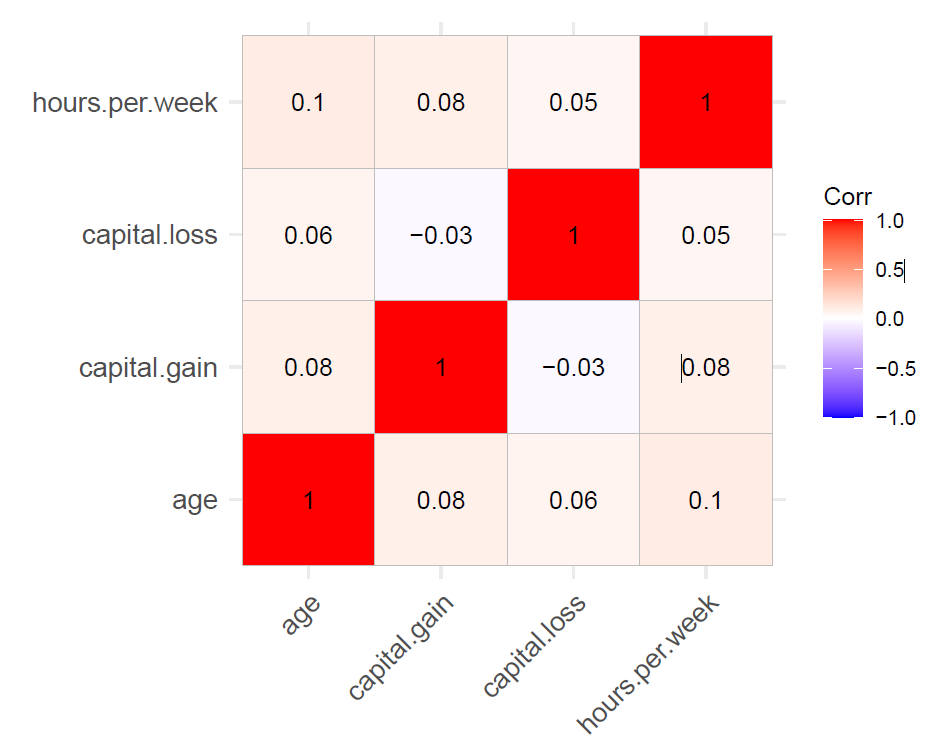 hours.per.week 0.1 0.08 0.05 1
capital.loss 0.06 −0.03 1 0.05
capital.gain 0.08 1 −0.03 0.08
age 1 0.08 0.06 0.1
age capital.gain capital.loss hours.per.week
Corr
1.0
0.5
0.0
−0.5
−1.0